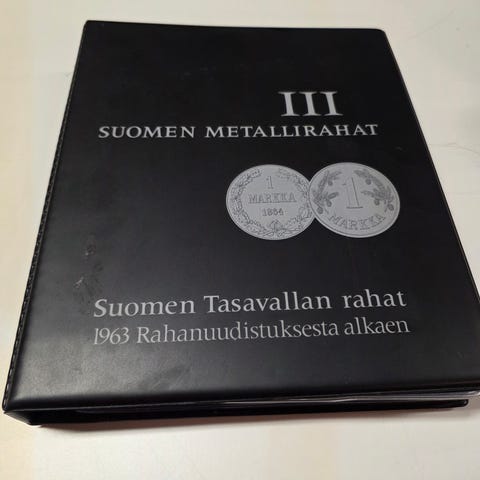 III
SUOMEN METALLIRAHAT
1
MARKKA
1864
1
MARKKA
Suomen Tasavallan rahat
1963 Rahanuudistuksesta alkaen